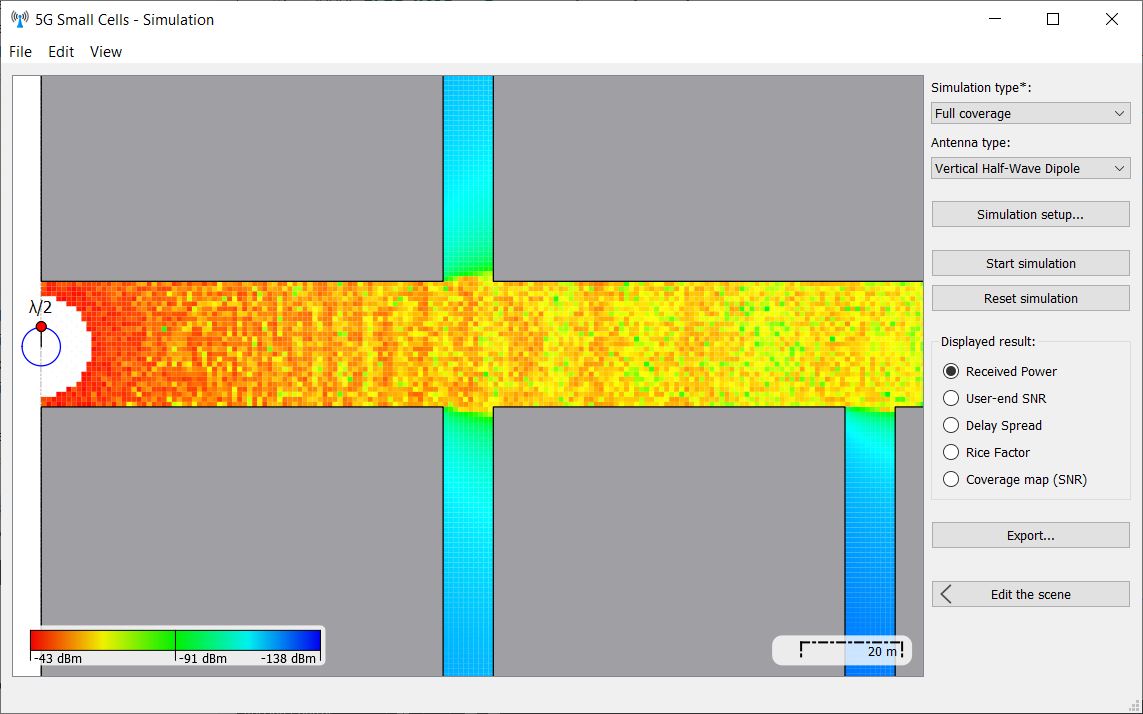 5G Small Cells - Simulation
File Edit View
Simulation type*:
Full coverage
Antenna type:
Vertical Half-Wave Dipole
Simulation setup...
Start simulation
Reset simulation
Displayed result:
Received Power
User-end SNR
Delay Spread
Rice Factor
Coverage map (SNR)
Export...
Edit the scene
λ/2
-43 dBm -91 dBm -138 dBm
20 m